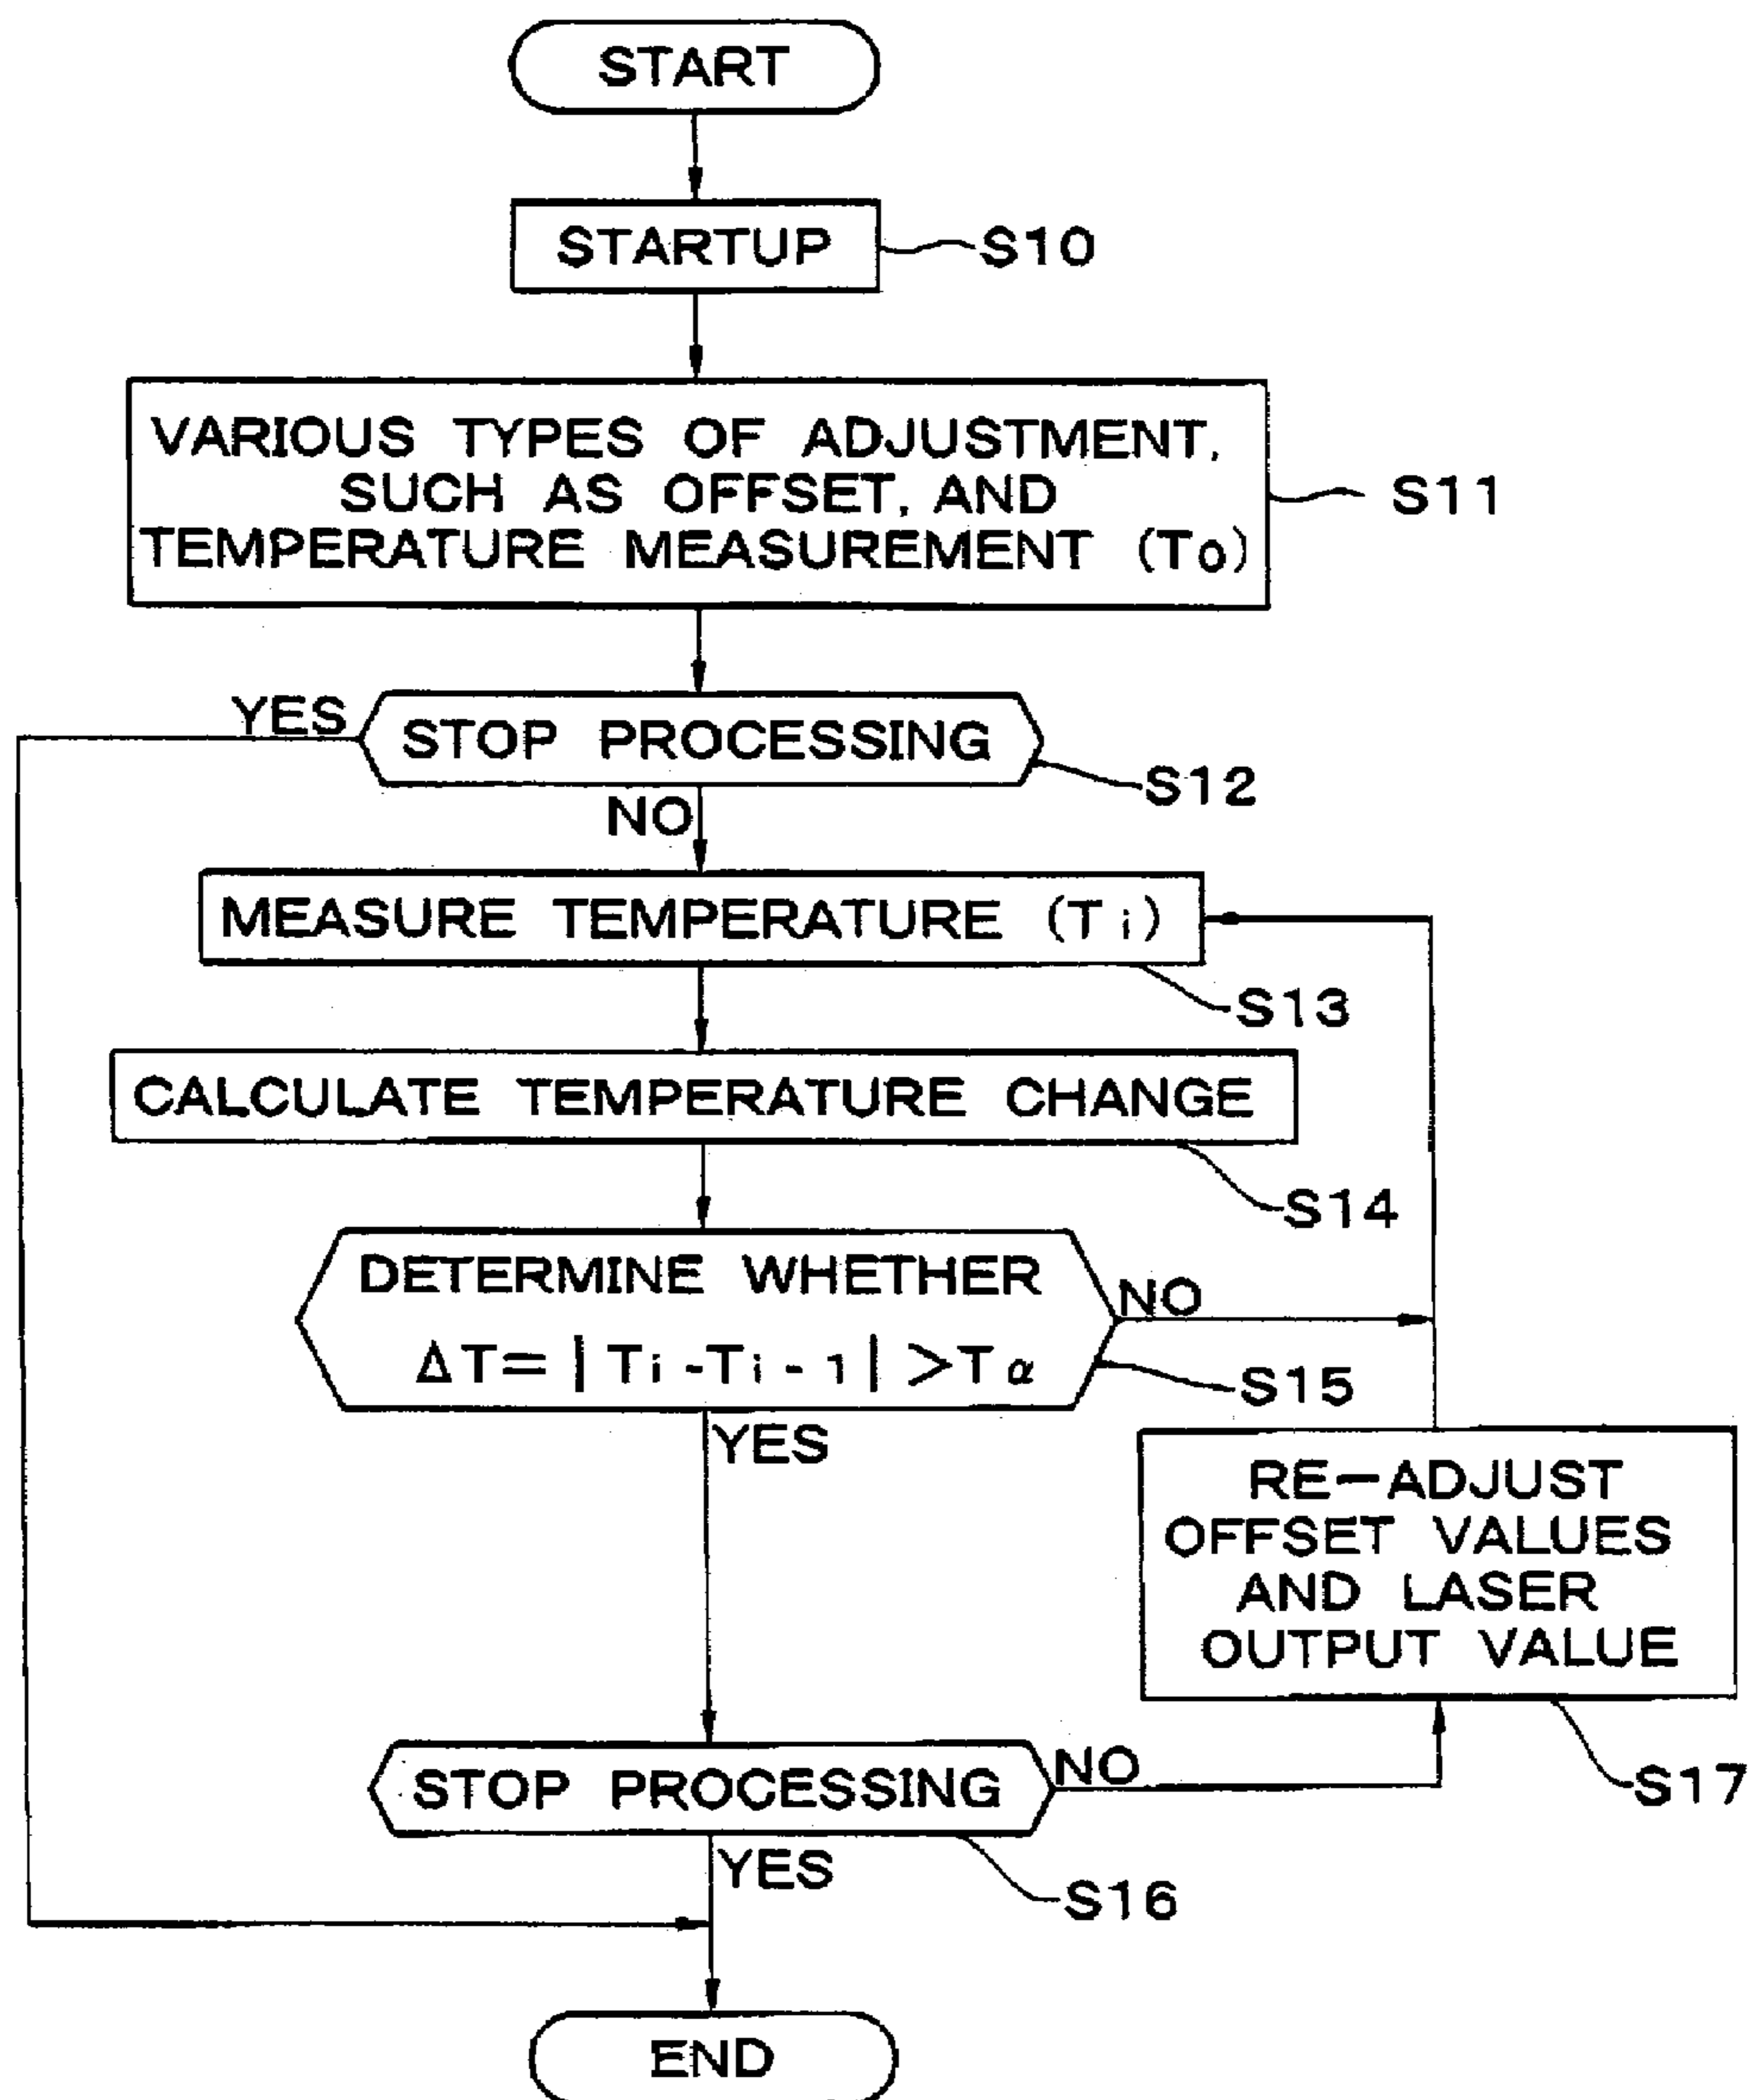 START
STARTUP
S10
VARIOUS TYPES OF ADJUSTMENT,
SUCH AS OFFSET, AND
TEMPERATURE MEASUREMENT (T0)
S11
YES
STOP PROCESSING
S12
NO
MEASURE TEMPERATURE (Ti)
S13
CALCULATE TEMPERATURE CHANGE
S14
DETERMINE WHETHER
ΔT=|Ti-Ti-1|>Tα
NO
S15
YES
RE-ADJUST
OFFSET VALUES
AND LASER
OUTPUT VALUE
S17
STOP PROCESSING
NO
S16
YES
END